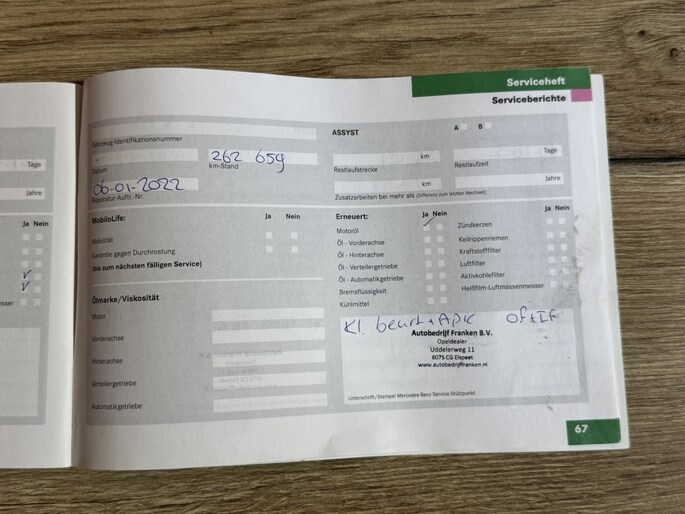 Serviceheft
Serviceberichte
Tage
Jahre
Ja Nein
Fahrzeug-Identifikationsnummer
262 659
Datum
km-Stand
06-01-2022
Reparatur-Auftr.-Nr.
ASSYST
A B
km
Tage
Restlaufstrecke
Restlaufzeit
km
Jahre
Zusatzarbeiten bei mehr als (Differenz zum letzten Wechsel).
MobiloLife:
Ja Nein
Mobilität
Garantie gegen Durchrostung
(bis zum nächsten fälligen Service)
Ölmarke/Viskosität
Motor
Vorderachse
Hinterachse
Verteilergetriebe
Automatikgetriebe
Erneuert:
Ja Nein
Ja Nein
Motoröl
Zündkerzen
Öl - Vorderachse
Keilrippenriemen
Öl - Hinterachse
Kraftstofffilter
Öl - Verteilergetriebe
Luftfilter
Öl - Automatikgetriebe
Aktivkohlefilter
Bremsflüssigkeit
Heißfilm-Luftmassenmesser
Kühlmittel
Kl. beurt + APK OF+IF
Autobedrijf Franken B.V.
Opeldealer
Uddelerweg 11
8075 CG Elspeet
www.autobedrijffranken.nl
Unterschrift/Stempel Mercedes-Benz Service-Stützpunkt
67